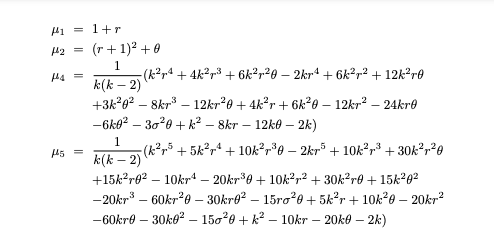 μ₁ = 1 + r
μ₂ = (r + 1)² + θ
μ₄ = 1/k(k − 2) (k²r⁴ + 4k²r³ + 6k²r²θ − 2kr⁴ + 6k²r² + 12k²rθ
+3k²θ² − 8kr³ − 12kr²θ + 4k²r + 6k²θ − 12kr² − 24krθ
−6kθ² − 3σ²θ + k² − 8kr − 12kθ − 2k)
μ₅ = 1/k(k − 2) (k²r⁵ + 5k²r⁴ + 10k²r³θ − 2kr⁵ + 10k²r³ + 30k²r²θ
+15k²rθ² − 10kr⁴ − 20kr³θ + 10k²r² + 30k²rθ + 15k²θ²
−20kr³ − 60kr²θ − 30krθ² − 15rσ²θ + 5k²r + 10k²θ − 20kr²
−60krθ − 30kθ² − 15σ²θ + k² − 10kr − 20kθ − 2k)